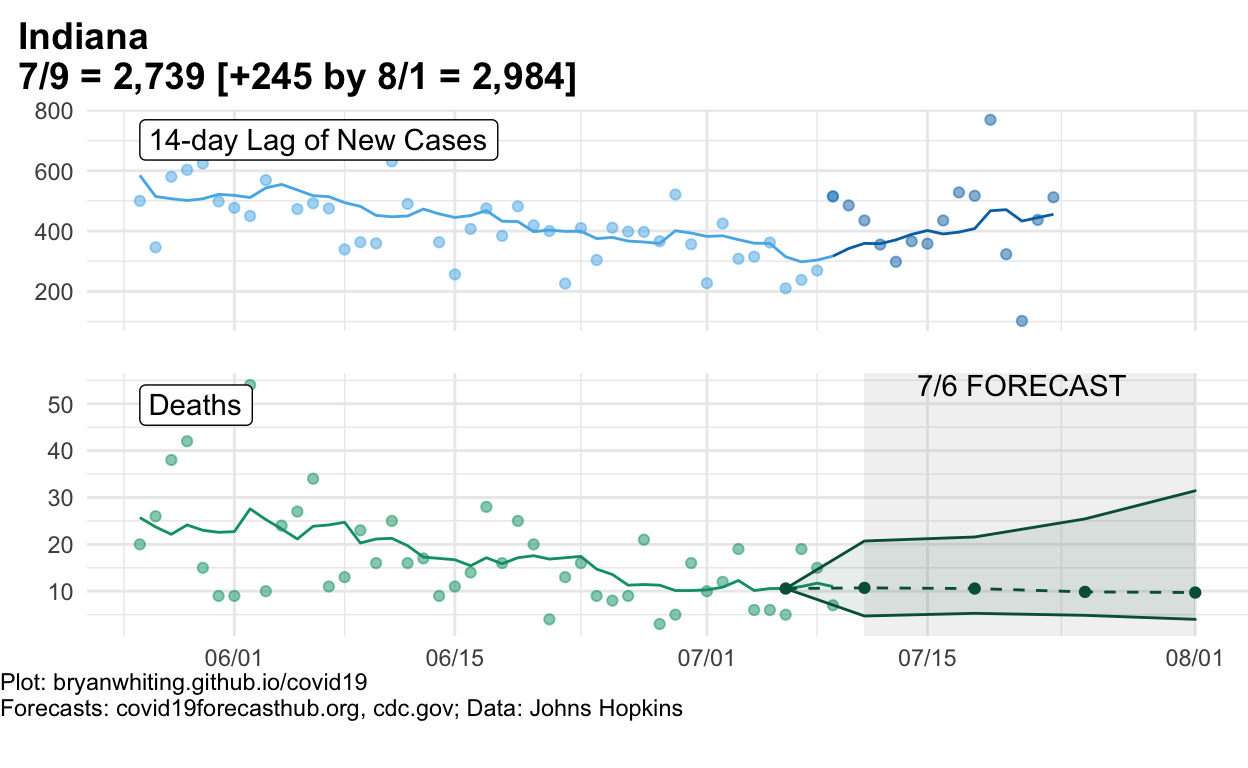 Indiana
7/9 = 2,739 [+245 by 8/1 = 2,984]
800
14-day Lag of New Cases
600
400
200
7/6 FORECAST
50
Deaths
40
30
20
10
06/01 06/15 07/01 07/15 08/01
Plot: bryanwhiting.github.io/covid19
Forecasts: covid19forecasthub.org, cdc.gov; Data: Johns Hopkins